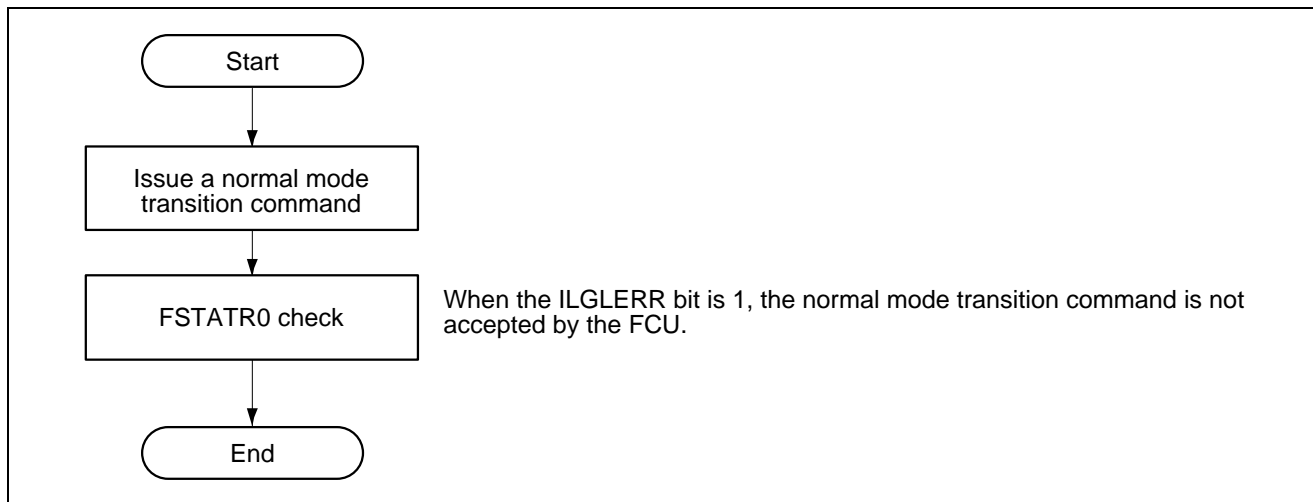 Start
Issue a normal mode
transition command
FSTATR0 check
When the ILGLERR bit is 1, the normal mode transition command is not
accepted by the FCU.
End